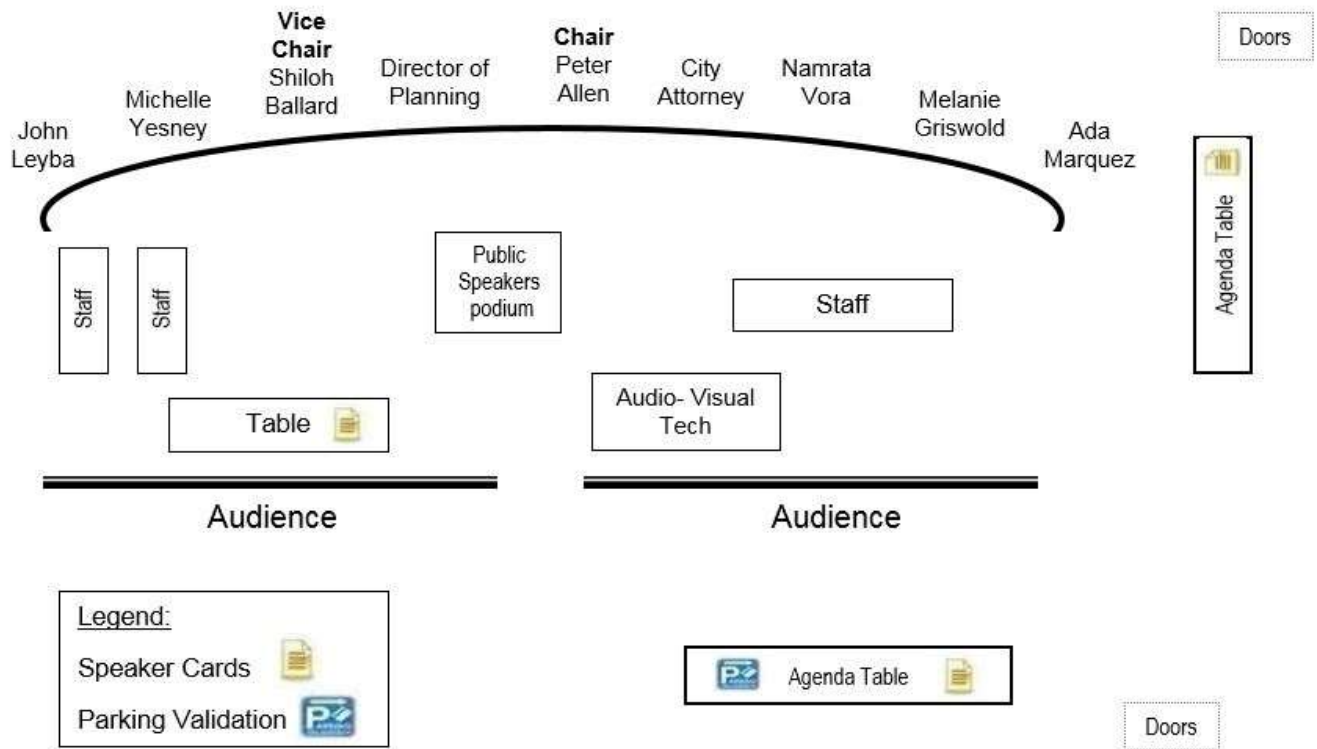 John
Leyba
Michelle
Yesney
Vice
Chair
Shiloh
Ballard
Director of
Planning
Chair
Peter
Allen
City
Attorney
Namrata
Vora
Melanie
Griswold
Ada
Marquez
Doors
Staff
Staff
Public
Speakers
podium
Staff
Agenda Table
Table
Audio- Visual
Tech
Audience
Audience
Legend:
Speaker Cards
Parking Validation
Agenda Table
Doors